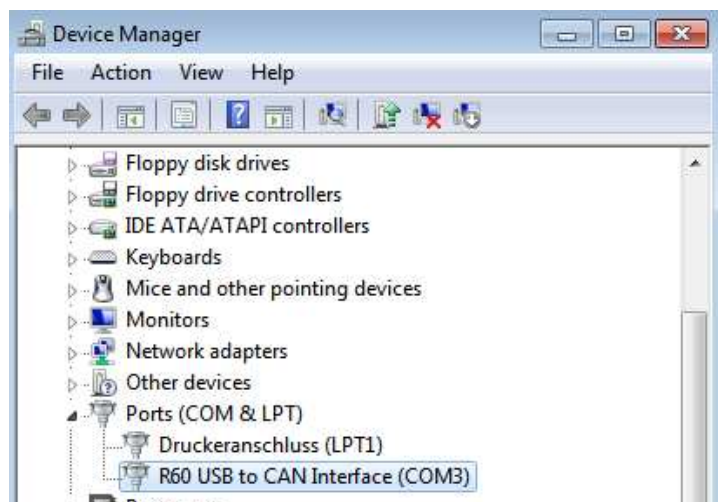 Device Manager
File Action View Help
Floppy disk drives
Floppy drive controllers
IDE ATA/ATAPI controllers
Keyboards
Mice and other pointing devices
Monitors
Network adapters
Other devices
Ports (COM & LPT)
Druckeranschluss (LPT1)
R60 USB to CAN Interface (COM3)